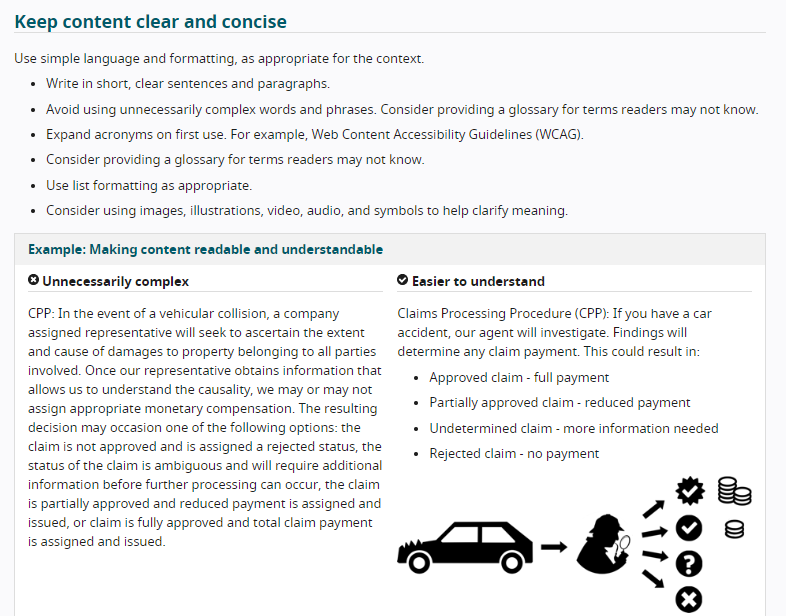 Keep content clear and concise
Use simple language and formatting, as appropriate for the context.
Write in short, clear sentences and paragraphs.
Avoid using unnecessarily complex words and phrases. Consider providing a glossary for terms readers may not know.
Expand acronyms on first use. For example, Web Content Accessibility Guidelines (WCAG).
Consider providing a glossary for terms readers may not know.
Use list formatting as appropriate.
Consider using images, illustrations, video, audio, and symbols to help clarify meaning.
Example: Making content readable and understandable
Unnecessarily complex
CPP: In the event of a vehicular collision, a company
assigned representative will seek to ascertain the extent
and cause of damages to property belonging to all parties
involved. Once our representative obtains information that
allows us to understand the causality, we may or may not
assign appropriate monetary compensation. The resulting
decision may occasion one of the following options: the
claim is not approved and is assigned a rejected status, the
status of the claim is ambiguous and will require additional
information before further processing can occur, the claim
is partially approved and reduced payment is assigned and
issued, or claim is fully approved and total claim payment
is assigned and issued.
Easier to understand
Claims Processing Procedure (CPP): If you have a car
accident, our agent will investigate. Findings will
determine any claim payment. This could result in:
Approved claim - full payment
Partially approved claim - reduced payment
Undetermined claim - more information needed
Rejected claim - no payment
?